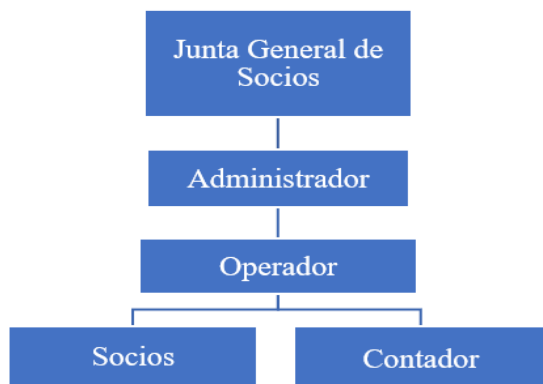 Junta General de
Socios
Administrador
Operador
Socios
Contador